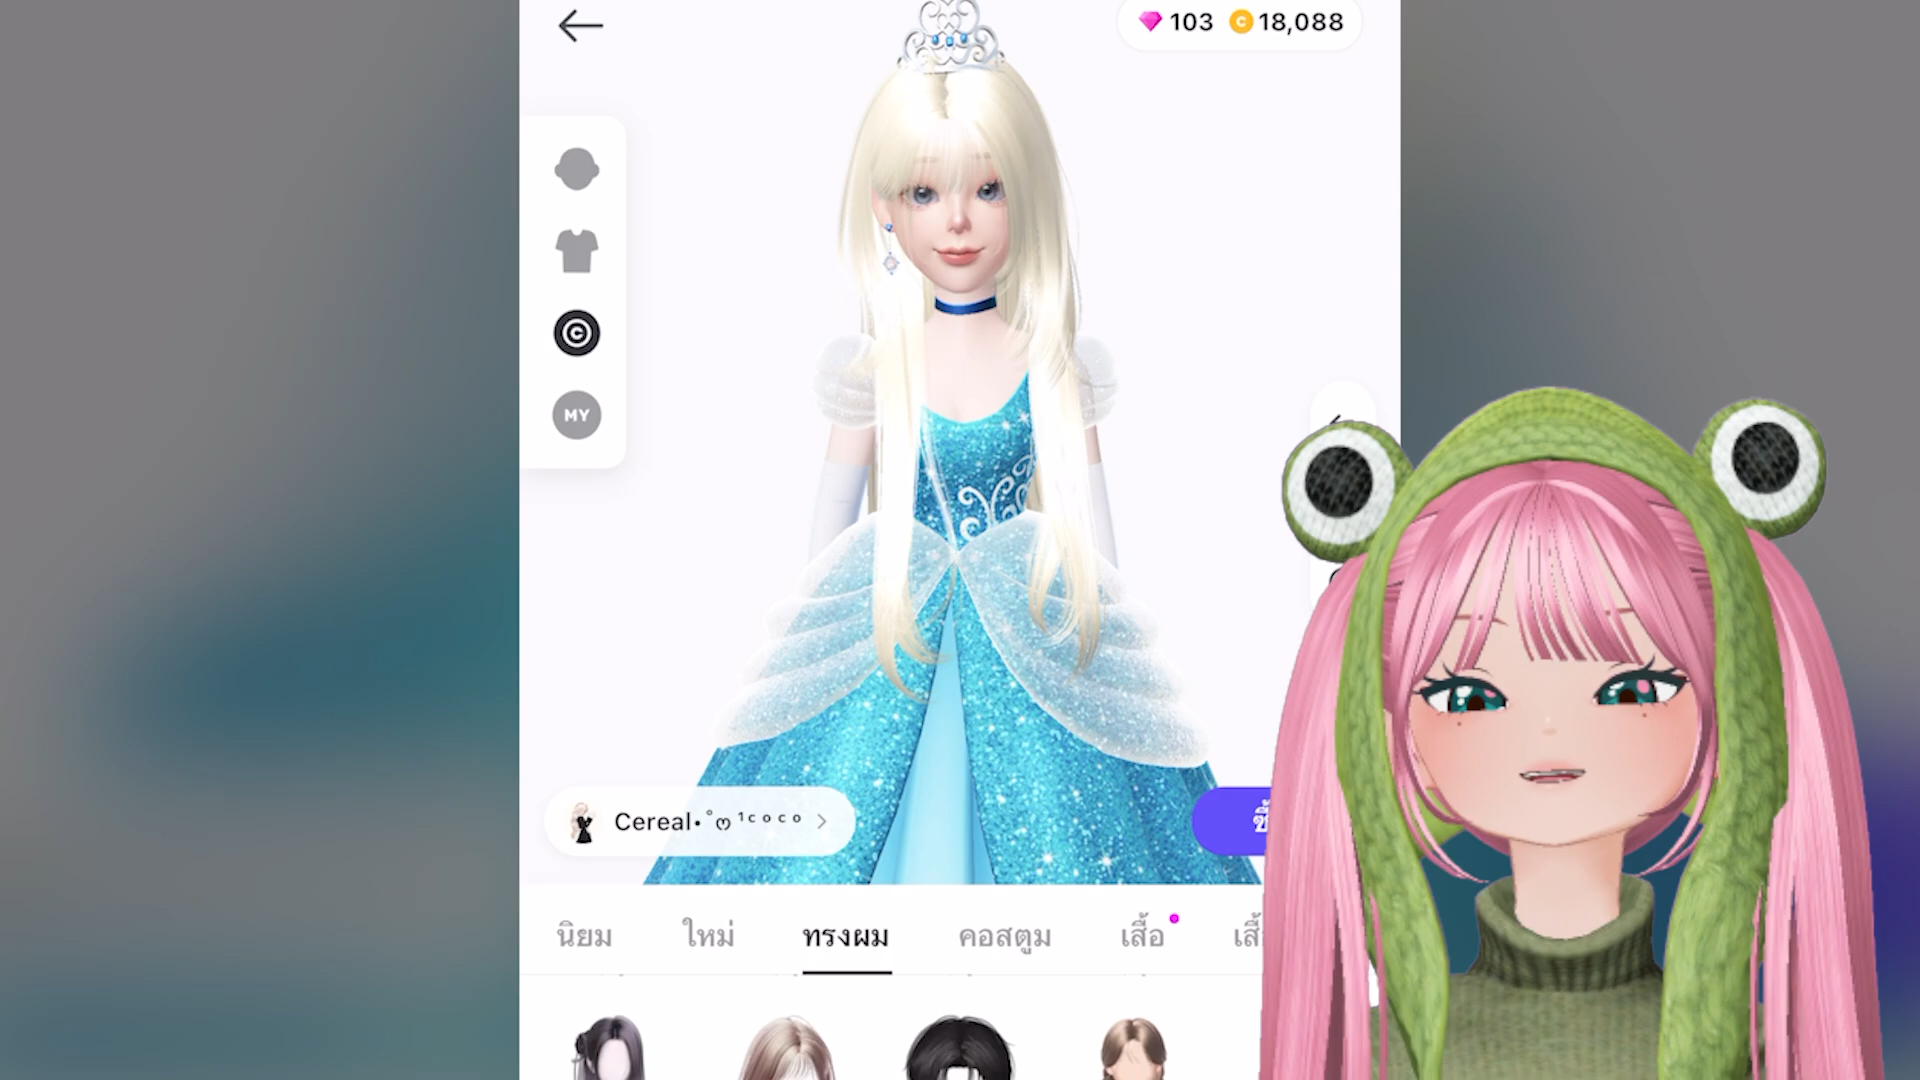 103 C 18,088
C
MY
Cereal•˚ლ ¹ᶜᵒᶜᵒ
นิยม ใหม่ ทรงผม คอสตูม เสื้อ